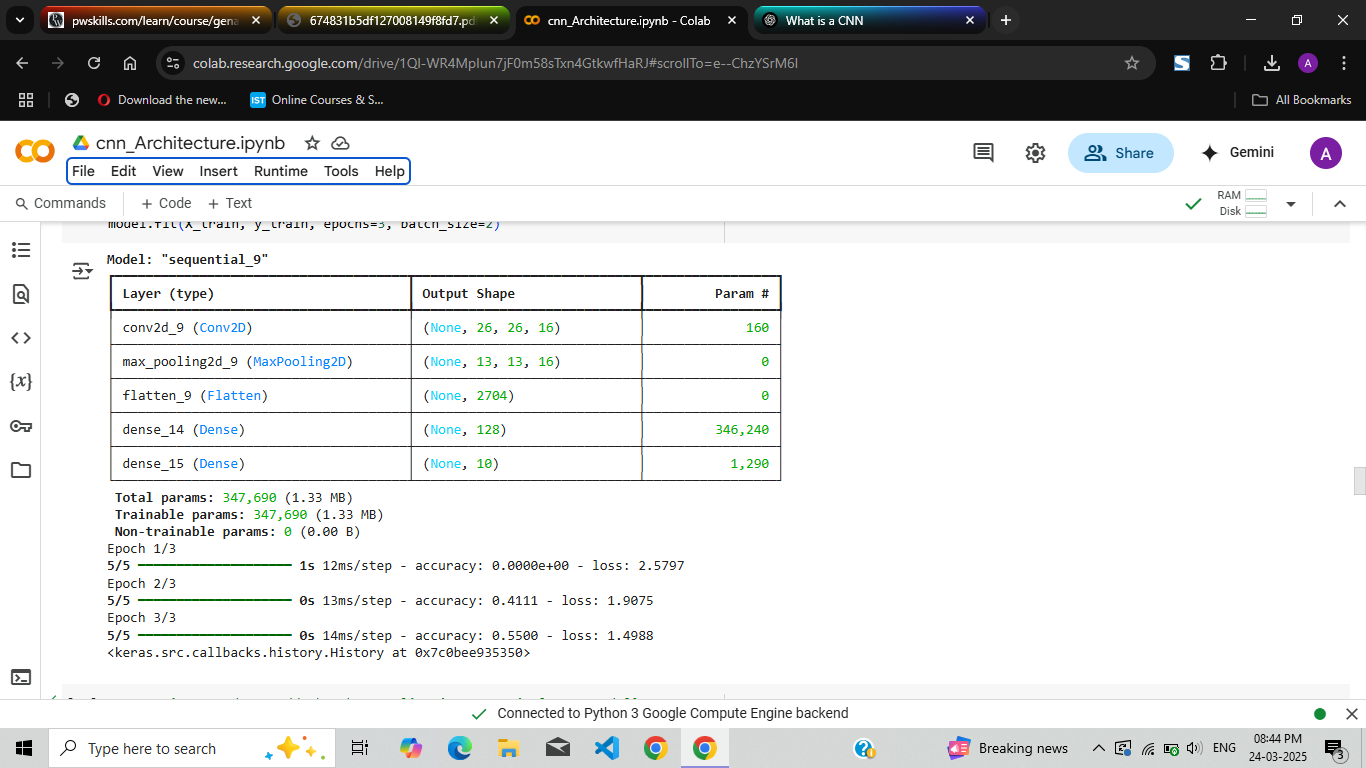 pwskills.com/learn/course/gena
674831b5df127008149f8fd7.pd
cnn_Architecture.ipynb - Colab
What is a CNN
colab.research.google.com/drive/1QI-WR4MpIun7jF0m58sTxn4GtkwfHaRJ#scrollTo=e--ChzYSrM6l
A
Download the new...
IST Online Courses & S...
All Bookmarks
cnn_Architecture.ipynb
File Edit View Insert Runtime Tools Help
Share
Gemini
A
Commands + Code + Text
RAM
Disk
model.fit(X_train, y_train, epochs=3, batch_size=2)
Model: "sequential_9"
Layer (type) Output Shape Param #
conv2d_9 (Conv2D) (None, 26, 26, 16) 160
max_pooling2d_9 (MaxPooling2D) (None, 13, 13, 16) 0
flatten_9 (Flatten) (None, 2704) 0
dense_14 (Dense) (None, 128) 346,240
dense_15 (Dense) (None, 10) 1,290
Total params: 347,690 (1.33 MB)
Trainable params: 347,690 (1.33 MB)
Non-trainable params: 0 (0.00 B)
Epoch 1/3
5/5 1s 12ms/step - accuracy: 0.0000e+00 - loss: 2.5797
Epoch 2/3
5/5 0s 13ms/step - accuracy: 0.4111 - loss: 1.9075
Epoch 3/3
5/5 0s 14ms/step - accuracy: 0.5500 - loss: 1.4988
<keras.src.callbacks.history.History at 0x7c0bee935350>
Connected to Python 3 Google Compute Engine backend
Type here to search
Breaking news
ENG
08:44 PM
24-03-2025
3